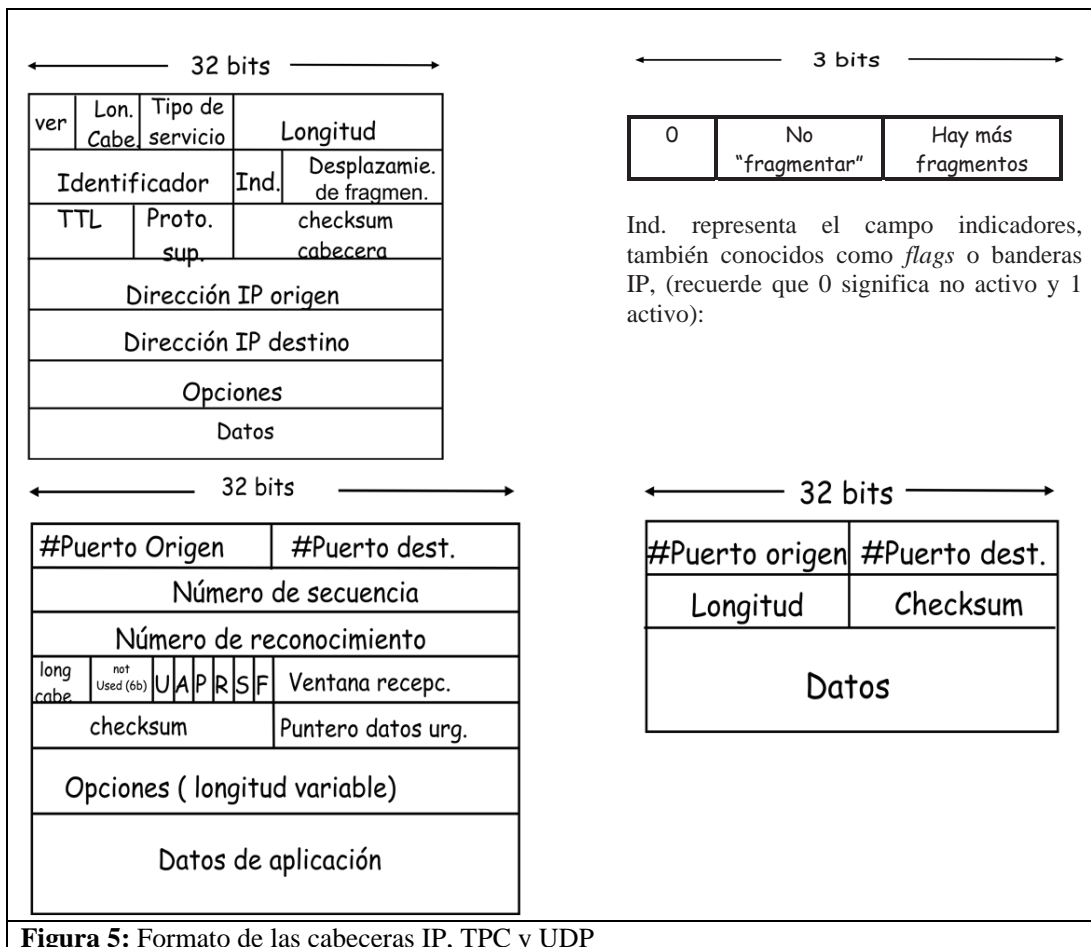 32 bits
ver Lon. Cabe. Tipo de servicio Longitud
Identificador Ind. Desplazamie. de fragmen.
TTL Proto. sup. checksum cabecera
Dirección IP origen
Dirección IP destino
Opciones
Datos
3 bits
0 No "fragmentar" Hay más fragmentos
Ind. representa el campo indicadores,
también conocidos como flags o banderas
IP, (recuerde que 0 significa no activo y 1
activo):
32 bits
#Puerto Origen #Puerto dest.
Número de secuencia
Número de reconocimiento
long cabe. not Used (6b) U A P R S F Ventana recepc.
checksum Puntero datos urg.
Opciones ( longitud variable)
Datos de aplicación
32 bits
#Puerto origen #Puerto dest.
Longitud Checksum
Datos
Figura 5: Formato de las cabeceras IP, TPC y UDP